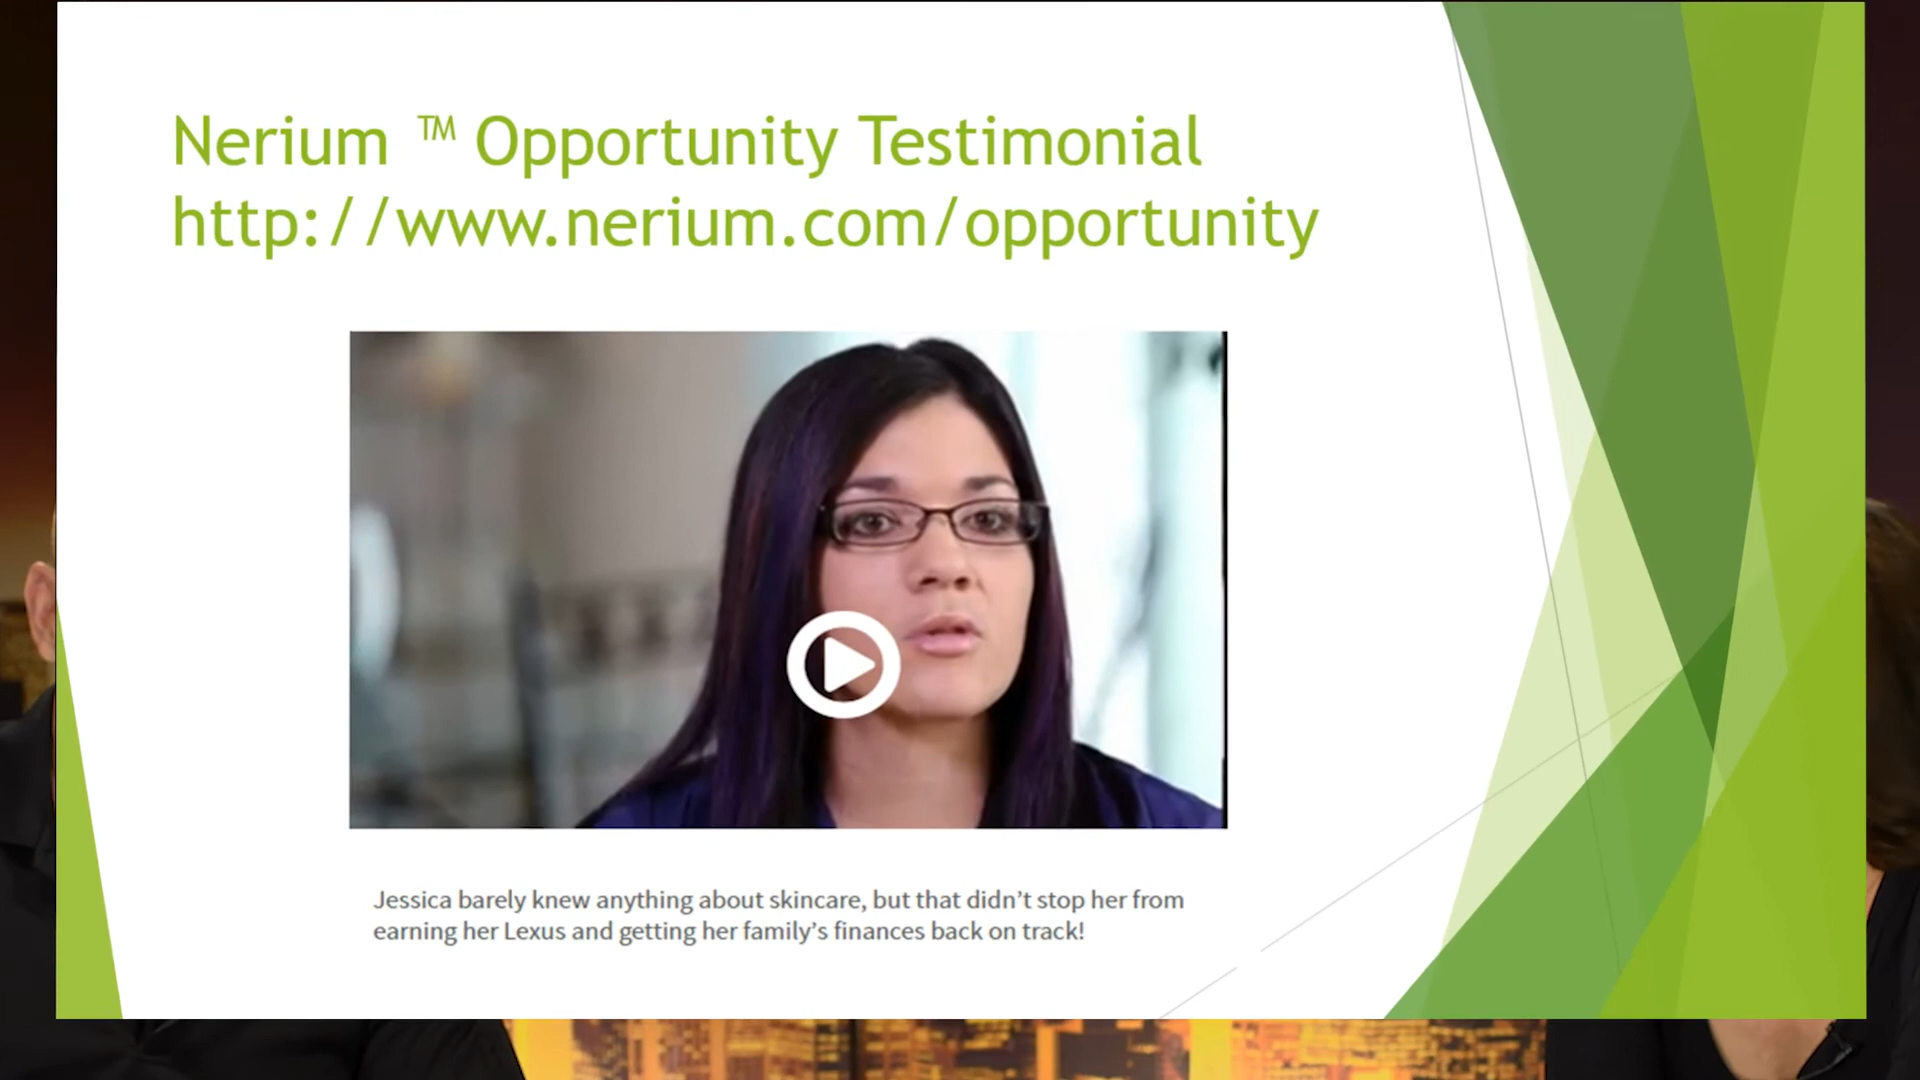 Nerium ™ Opportunity Testimonial
http://www.nerium.com/opportunity
Jessica barely knew anything about skincare, but that didn’t stop her from
earning her Lexus and getting her family’s finances back on track!